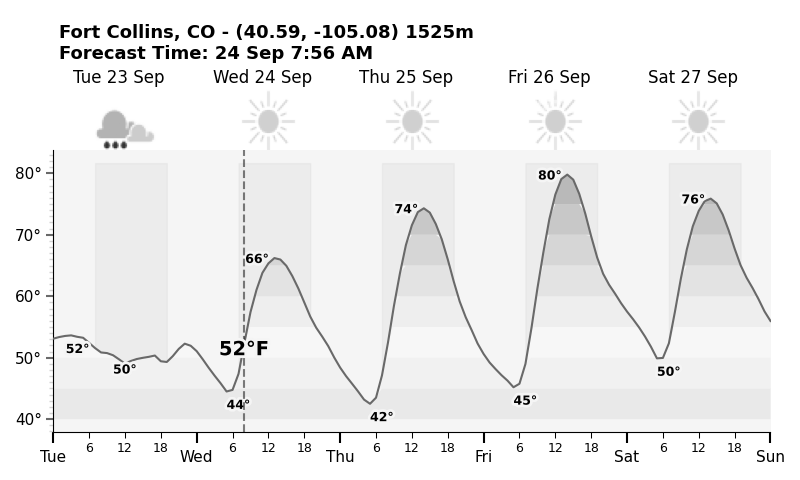 Fort Collins, CO - (40.59, -105.08) 1525m
Forecast Time: 24 Sep 7:56 AM
Tue 23 Sep Wed 24 Sep Thu 25 Sep Fri 26 Sep Sat 27 Sep
80°
70°
60°
50°
40°
52°
50°
44°
52°F
66°
42°
74°
45°
80°
50°
76°
6 12 18 6 12 18 6 12 18 6 12 18 6 12 18
Tue Wed Thu Fri Sat Sun